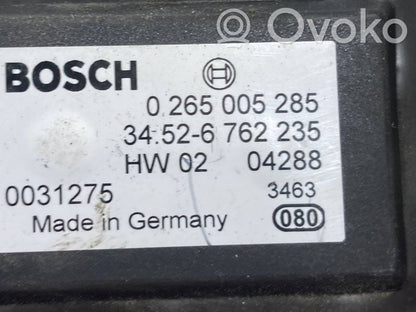 Ovoko
BOSCH
0 265 005 285
34.52-6 762 235
HW 02 04288
0031275 3463
Made in Germany 080